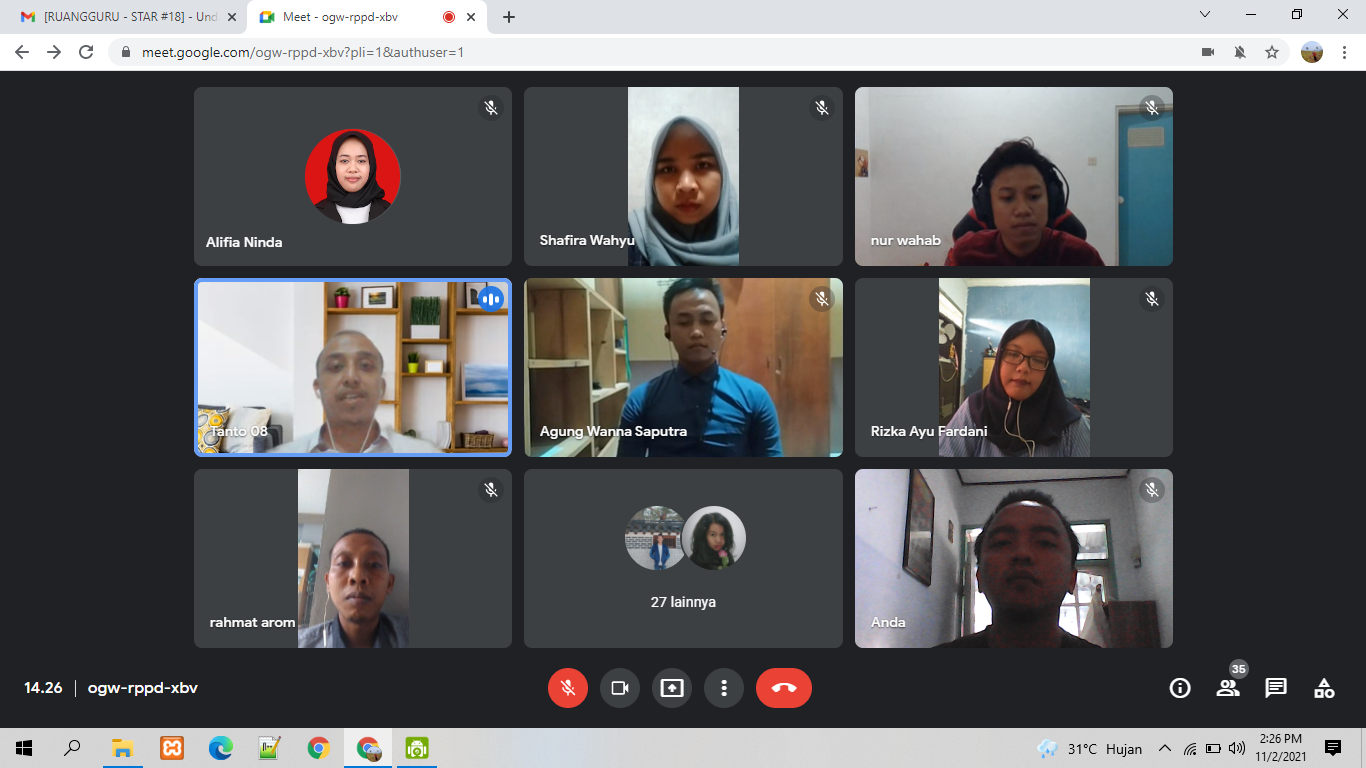 [RUANGGURU - STAR #18] - Und
Meet - ogw-rppd-xbv
meet.google.com/ogw-rppd-xbv?pli=1&authuser=1
Alifia Ninda
Shafira Wahyu
nur wahab
Tanto 08
Agung Wanna Saputra
Rizka Ayu Fardani
rahmat arom
27 lainnya
Anda
14.26 | ogw-rppd-xbv
35
31°C Hujan
2:26 PM
11/2/2021